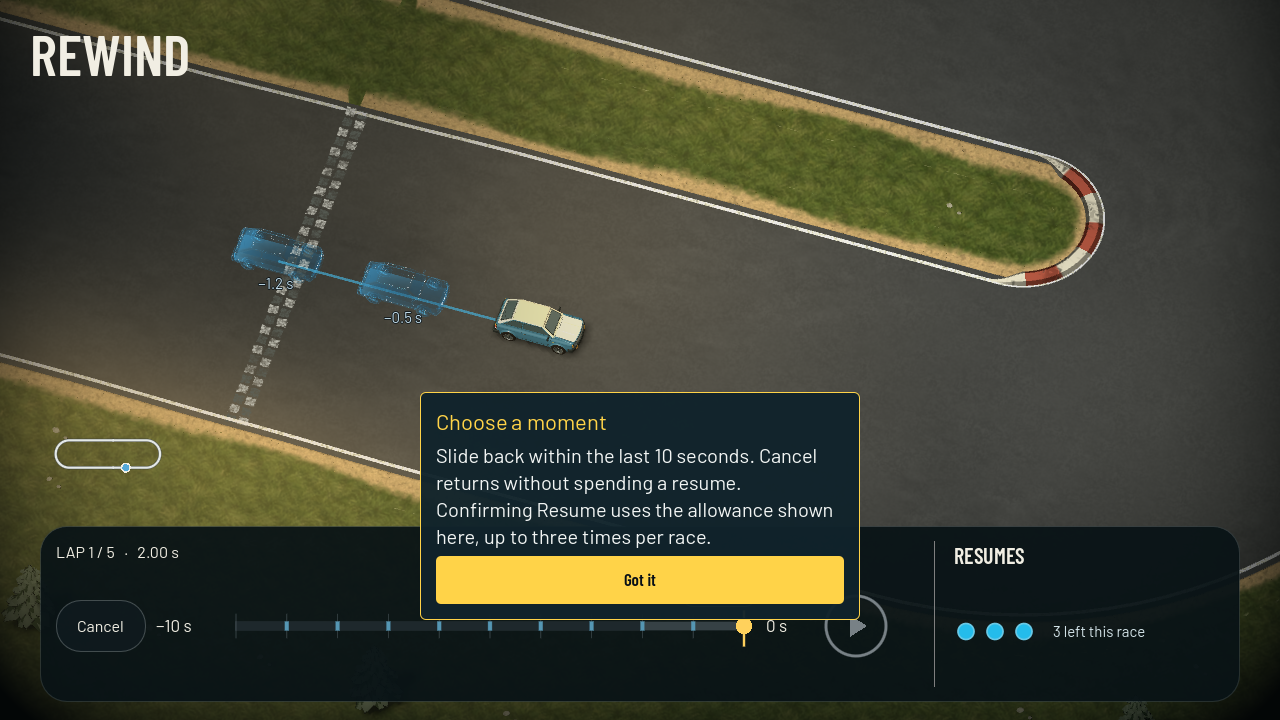 REWIND
−1.2 s
−0.5 s
Choose a moment
Slide back within the last 10 seconds. Cancel
returns without spending a resume.
Confirming Resume uses the allowance shown
here, up to three times per race.
Got it
LAP 1 / 5 · 2.00 s
Cancel
−10 s
0 s
RESUMES
3 left this race